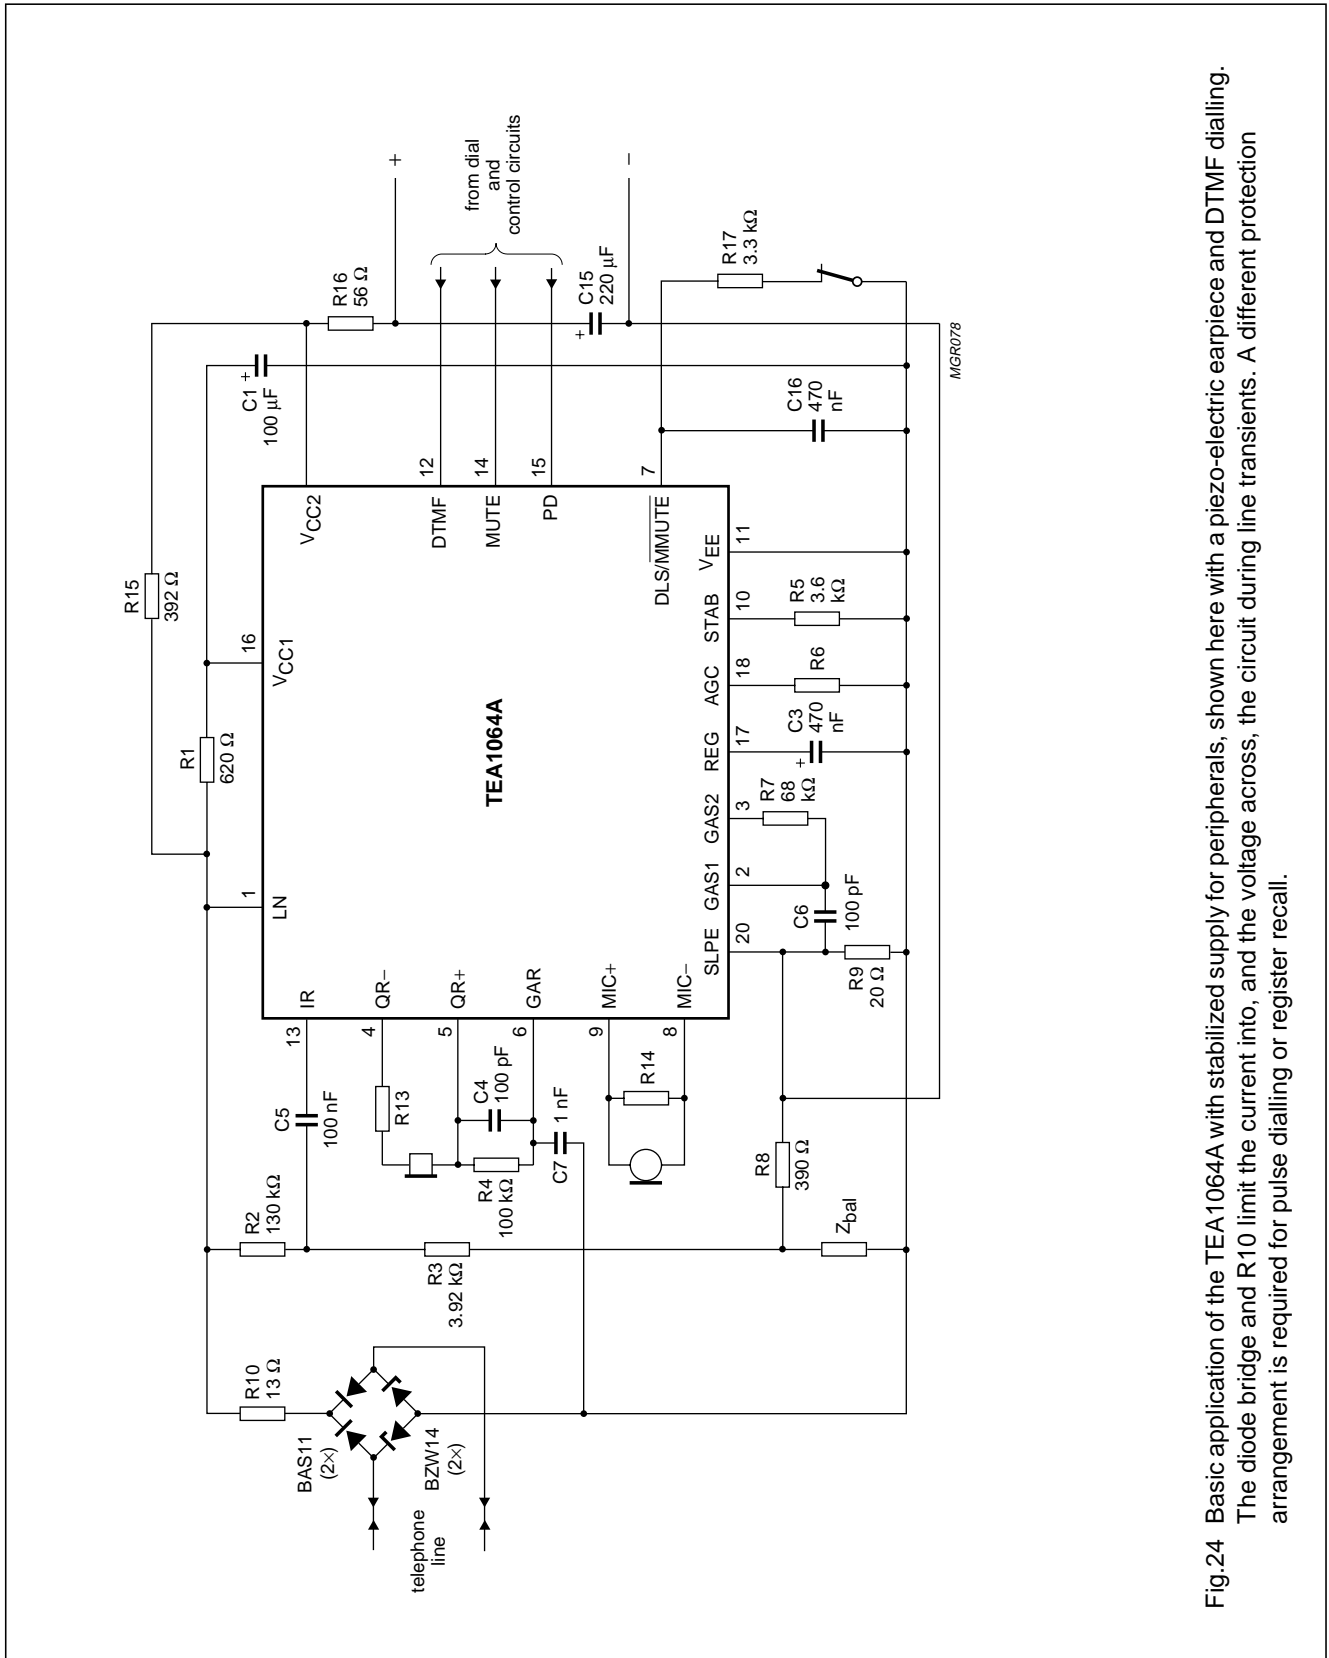 R15
392 Ω
R1
620 Ω
C1
+
100 μF
R16
56 Ω
+
from dial
and
control circuits
C15
+
220 μF
−
R17
3.3 kΩ
C16
470
nF
MGR078
R10
13 Ω
BAS11
(2×)
BZW14
(2×)
telephone
line
R2
130 kΩ
R3
3.92 kΩ
C5
100 nF
R13
R4
100 kΩ
C4
100 pF
C7
1 nF
R14
R8
390 Ω
Zbal
R9
20 Ω
C6
100 pF
R7
68
kΩ
C3
+
470
nF
R6
R5
3.6
kΩ
TEA1064A
1
LN
16
VCC1
VCC2
12
DTMF
14
MUTE
15
PD
7
DLS/MMUTE
13
IR
4
QR−
5
QR+
6
GAR
9
MIC+
8
MIC−
SLPE
20
GAS1
2
GAS2
3
REG
17
AGC
18
STAB
10
VEE
11
Fig.24 Basic application of the TEA1064A with stabilized supply for peripherals, shown here with a piezo-electric earpiece and DTMF dialling.
The diode bridge and R10 limit the current into, and the voltage across, the circuit during line transients. A different protection
arrangement is required for pulse dialling or register recall.